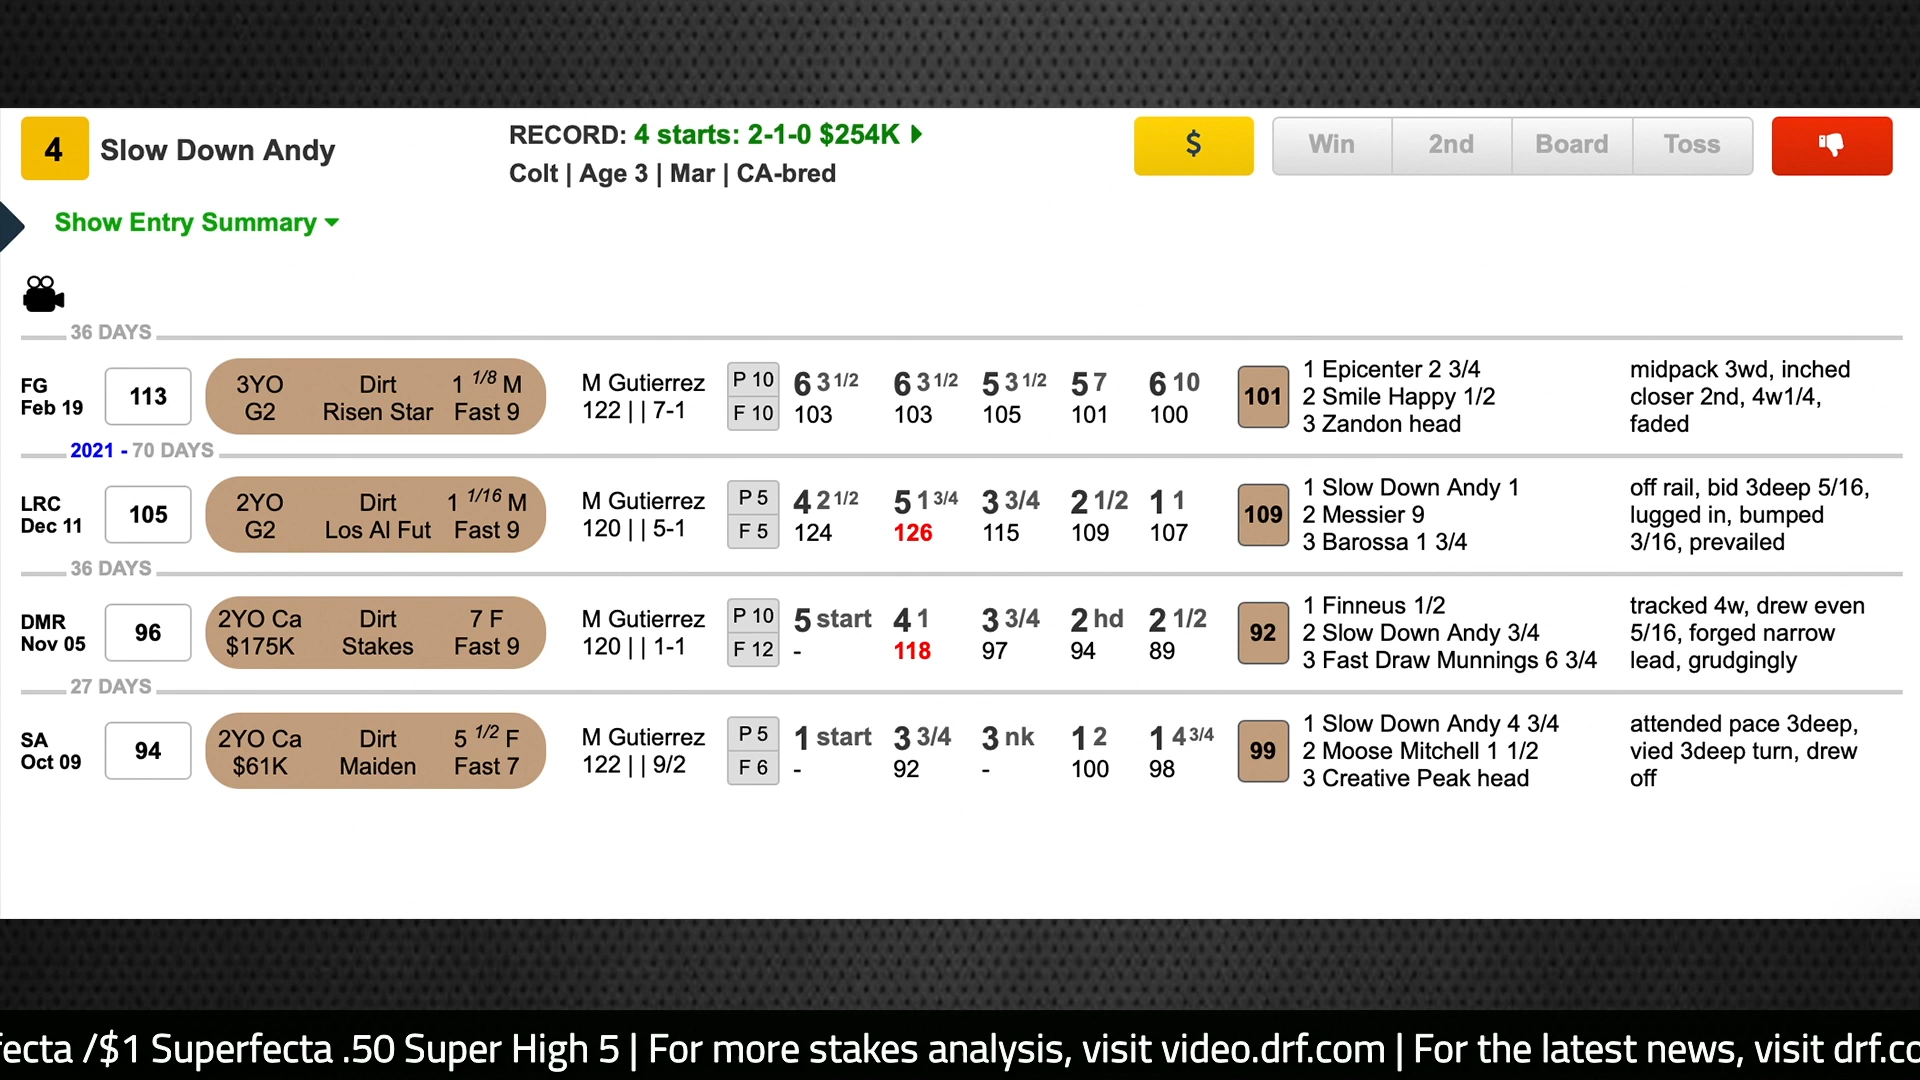 4 Slow Down Andy
RECORD: 4 starts: 2-1-0 $254K
Colt | Age 3 | Mar | CA-bred
$ Win 2nd Board Toss
Show Entry Summary
36 DAYS
FG
Feb 19
113
3YO Dirt 1 1/8 M
G2 Risen Star Fast 9
M Gutierrez
122 | | 7-1
P 10
F 10
6 3 1/2 6 3 1/2 5 3 1/2 5 7 6 10
103 103 105 101 100
101
1 Epicenter 2 3/4
2 Smile Happy 1/2
3 Zandon head
midpack 3wd, inched
closer 2nd, 4w1/4,
faded
2021 - 70 DAYS
LRC
Dec 11
105
2YO Dirt 1 1/16 M
G2 Los Al Fut Fast 9
M Gutierrez
120 | | 5-1
P 5
F 5
4 2 1/2 5 1 3/4 3 3/4 2 1/2 1 1
124 126 115 109 107
109
1 Slow Down Andy 1
2 Messier 9
3 Barossa 1 3/4
off rail, bid 3deep 5/16,
lugged in, bumped
3/16, prevailed
36 DAYS
DMR
Nov 05
96
2YO Ca Dirt 7 F
$175K Stakes Fast 9
M Gutierrez
120 | | 1-1
P 10
F 12
5 start 4 1 3 3/4 2 hd 2 1/2
- 118 97 94 89
92
1 Finneus 1/2
2 Slow Down Andy 3/4
3 Fast Draw Munnings 6 3/4
tracked 4w, drew even
5/16, forged narrow
lead, grudgingly
27 DAYS
SA
Oct 09
94
2YO Ca Dirt 5 1/2 F
$61K Maiden Fast 7
M Gutierrez
122 | | 9/2
P 5
F 6
1 start 3 3/4 3 nk 1 2 1 4 3/4
- 92 - 100 98
99
1 Slow Down Andy 4 3/4
2 Moose Mitchell 1 1/2
3 Creative Peak head
attended pace 3deep,
vied 3deep turn, drew
off
fecta /$1 Superfecta .50 Super High 5 | For more stakes analysis, visit video.drf.com | For the latest news, visit drf.co